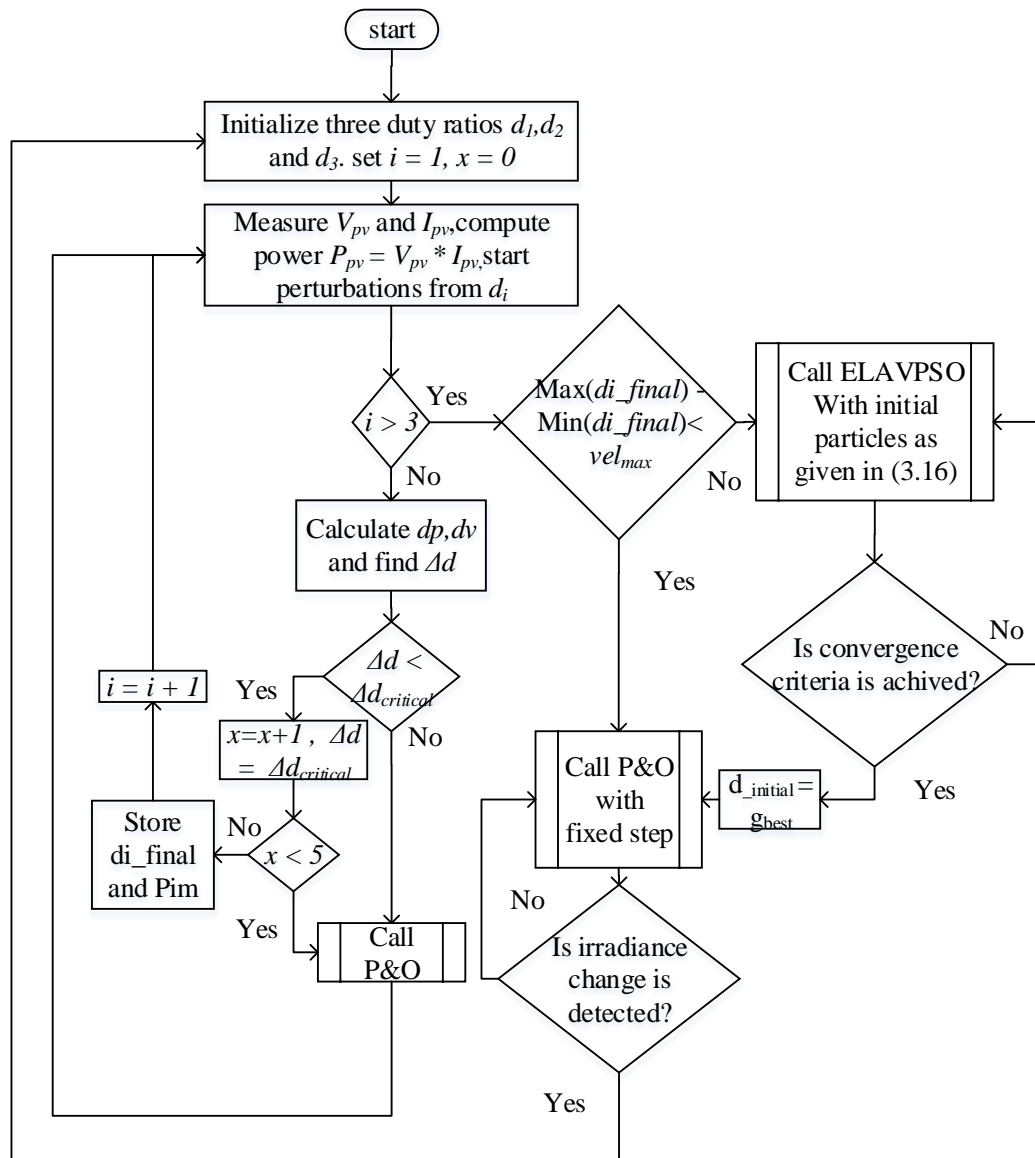 start
Initialize three duty ratios d1,d2
and d3. set i = 1, x = 0
Measure Vpv and Ipv,compute
power Ppv = Vpv * Ipv,start
perturbations from di
i > 3
Yes
No
Max(di_final) -
Min(di_final)<
velmax
No
Yes
Call ELAVPSO
With initial
particles as
given in (3.16)
Calculate dp,dv
and find Δd
Δd <
Δdcritical
Yes
No
Is convergence
criteria is achived?
No
Yes
i = i + 1
x=x+1 , Δd
= Δdcritical
x < 5
No
Yes
Store
di_final
and Pim
Call
P&O
Call P&O
with
fixed step
d_initial=
gbest
No
Is irradiance
change is
detected?
Yes